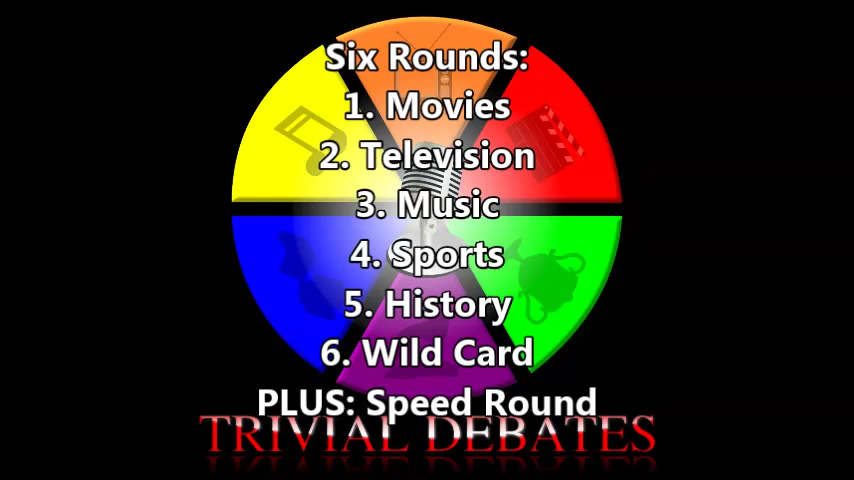 Six Rounds:
1. Movies
2. Television
3. Music
4. Sports
5. History
6. Wild Card
PLUS: Speed Round
TRIVIAL DEBATES